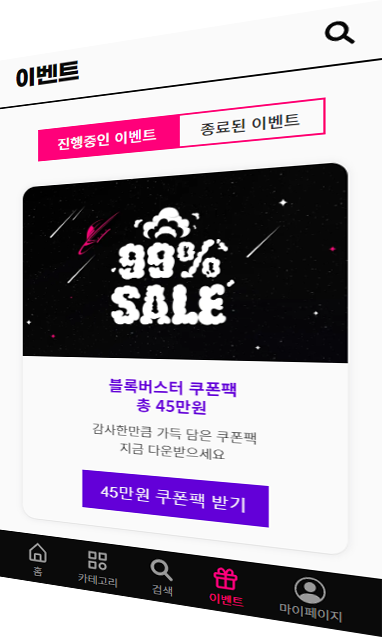 이벤트
진행중인 이벤트
종료된 이벤트
99%
SALE
블록버스터 쿠폰팩
총 45만원
감사한만큼 가득 담은 쿠폰팩
지금 다운받으세요
45만원 쿠폰팩 받기
홈
카테고리
검색
이벤트
마이페이지